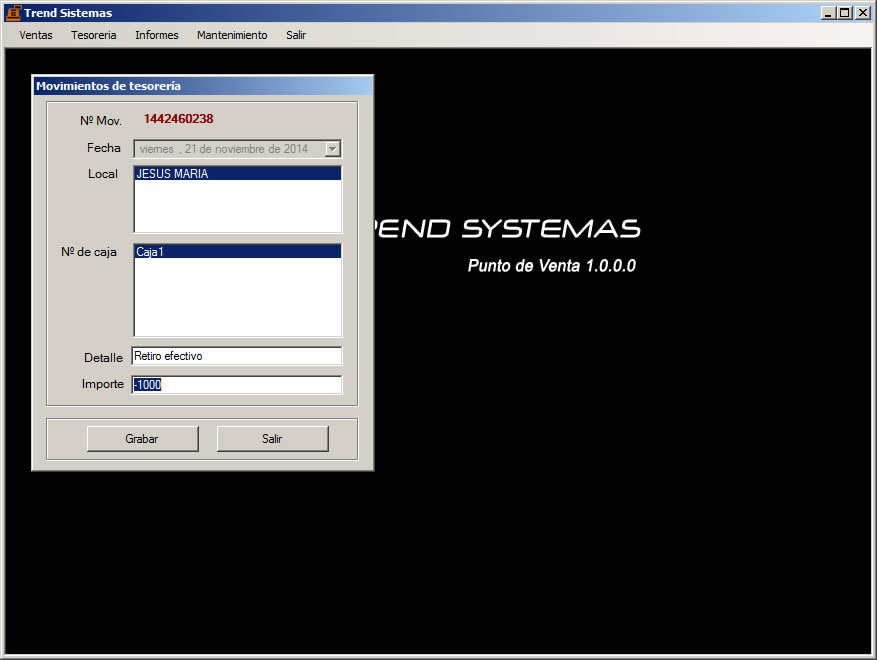 Trend Sistemas
Ventas Tesoreria Informes Mantenimiento Salir
Movimientos de tesorería
Nº Mov. 1442460238
Fecha viernes , 21 de noviembre de 2014
Local JESUS MARIA
Nº de caja Caja1
Detalle Retiro efectivo
Importe -1000
Grabar Salir
END SYSTEMAS
Punto de Venta 1.0.0.0